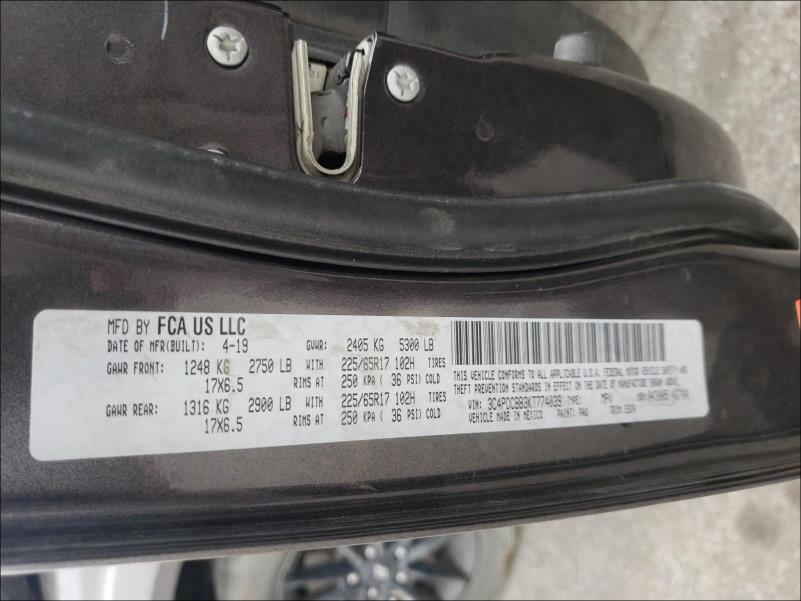 MFD BY FCA US LLC
DATE OF MFR(BUILT): 4-19 GVWR: 2405 KG 5300 LB
GAWR FRONT: 1248 KG 2750 LB WITH 225/65R17 102H TIRES
17X6.5 RIMS AT 250 KPA ( 36 PSI) COLD
GAWR REAR: 1316 KG 2900 LB WITH 225/65R17 102H TIRES
17X6.5 RIMS AT 250 KPA ( 36 PSI) COLD
THIS VEHICLE CONFORMS TO ALL APPLICABLE U.S.A. FEDERAL MOTOR VEHICLE SAFETY AND
THEFT PREVENTION STANDARDS IN EFFECT ON THE DATE OF MANUFACTURE SHOWN ABOVE.
VIN: 3C4PDCBB3KT774039 TYPE: MPV MDH:
VEHICLE MADE IN MEXICO PAINT: PAU TRIM: